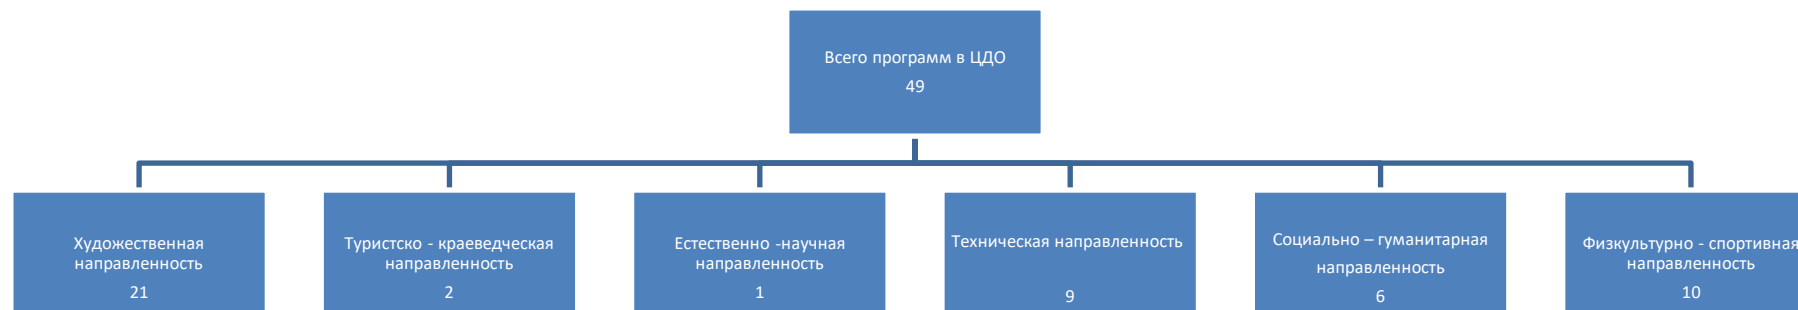 Всего программ в ЦДО
49
Художественная
направленность
21
Туристско - краеведческая
направленность
2
Естественно -научная
направленность
1
Техническая направленность
9
Социально – гуманитарная
направленность
6
Физкультурно - спортивная
направленность
10